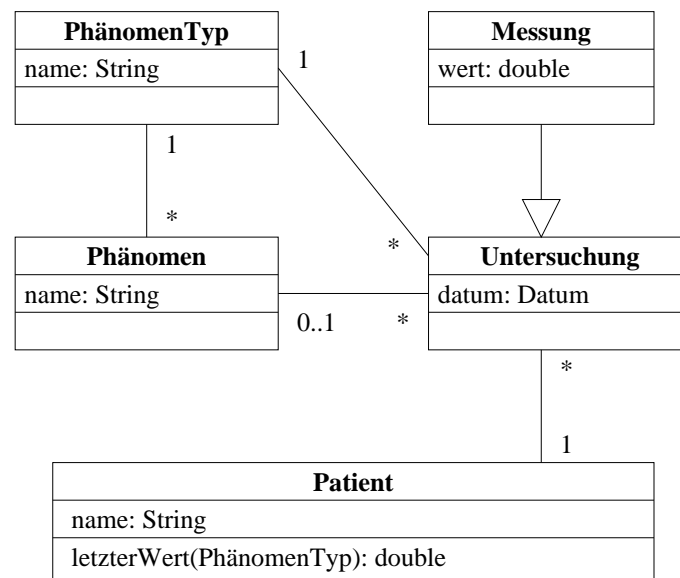 PhänomenTyp
name: String
1
1
*
Messung
wert: double
Phänomen
name: String
0..1
*
*
Untersuchung
datum: Datum
*
1
Patient
name: String
letzterWert(PhänomenTyp): double